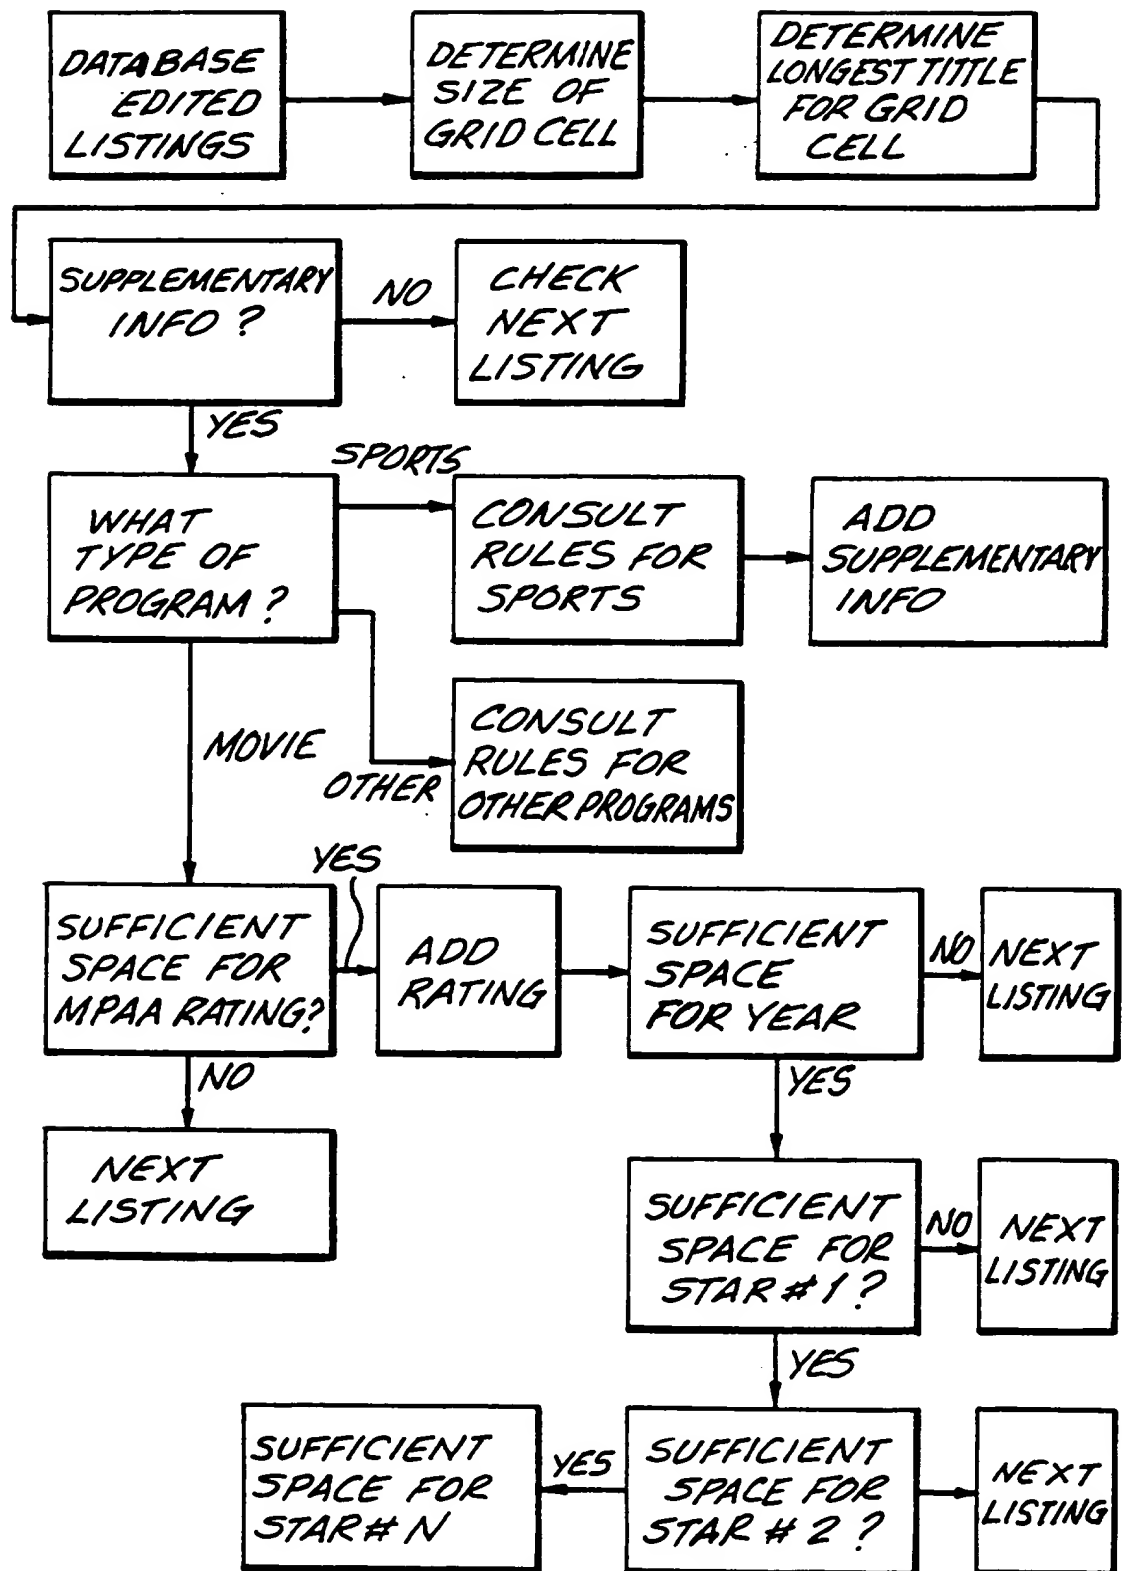 DATABASE
EDITED
LISTINGS
DETERMINE
SIZE OF
GRID CELL
DETERMINE
LONGEST TITTLE
FOR GRID
CELL
SUPPLEMENTARY
INFO?
NO
CHECK
NEXT
LISTING
YES
WHAT
TYPE OF
PROGRAM?
SPORTS
CONSULT
RULES FOR
SPORTS
ADD
SUPPLEMENTARY
INFO
OTHER
CONSULT
RULES FOR
OTHER PROGRAMS
MOVIE
SUFFICIENT
SPACE FOR
MPAA RATING?
YES
ADD
RATING
SUFFICIENT
SPACE
FOR YEAR
NO
NEXT
LISTING
NO
NEXT
LISTING
YES
SUFFICIENT
SPACE FOR
STAR #1?
NO
NEXT
LISTING
YES
SUFFICIENT
SPACE FOR
STAR #2?
NEXT
LISTING
YES
SUFFICIENT
SPACE FOR
STAR # N